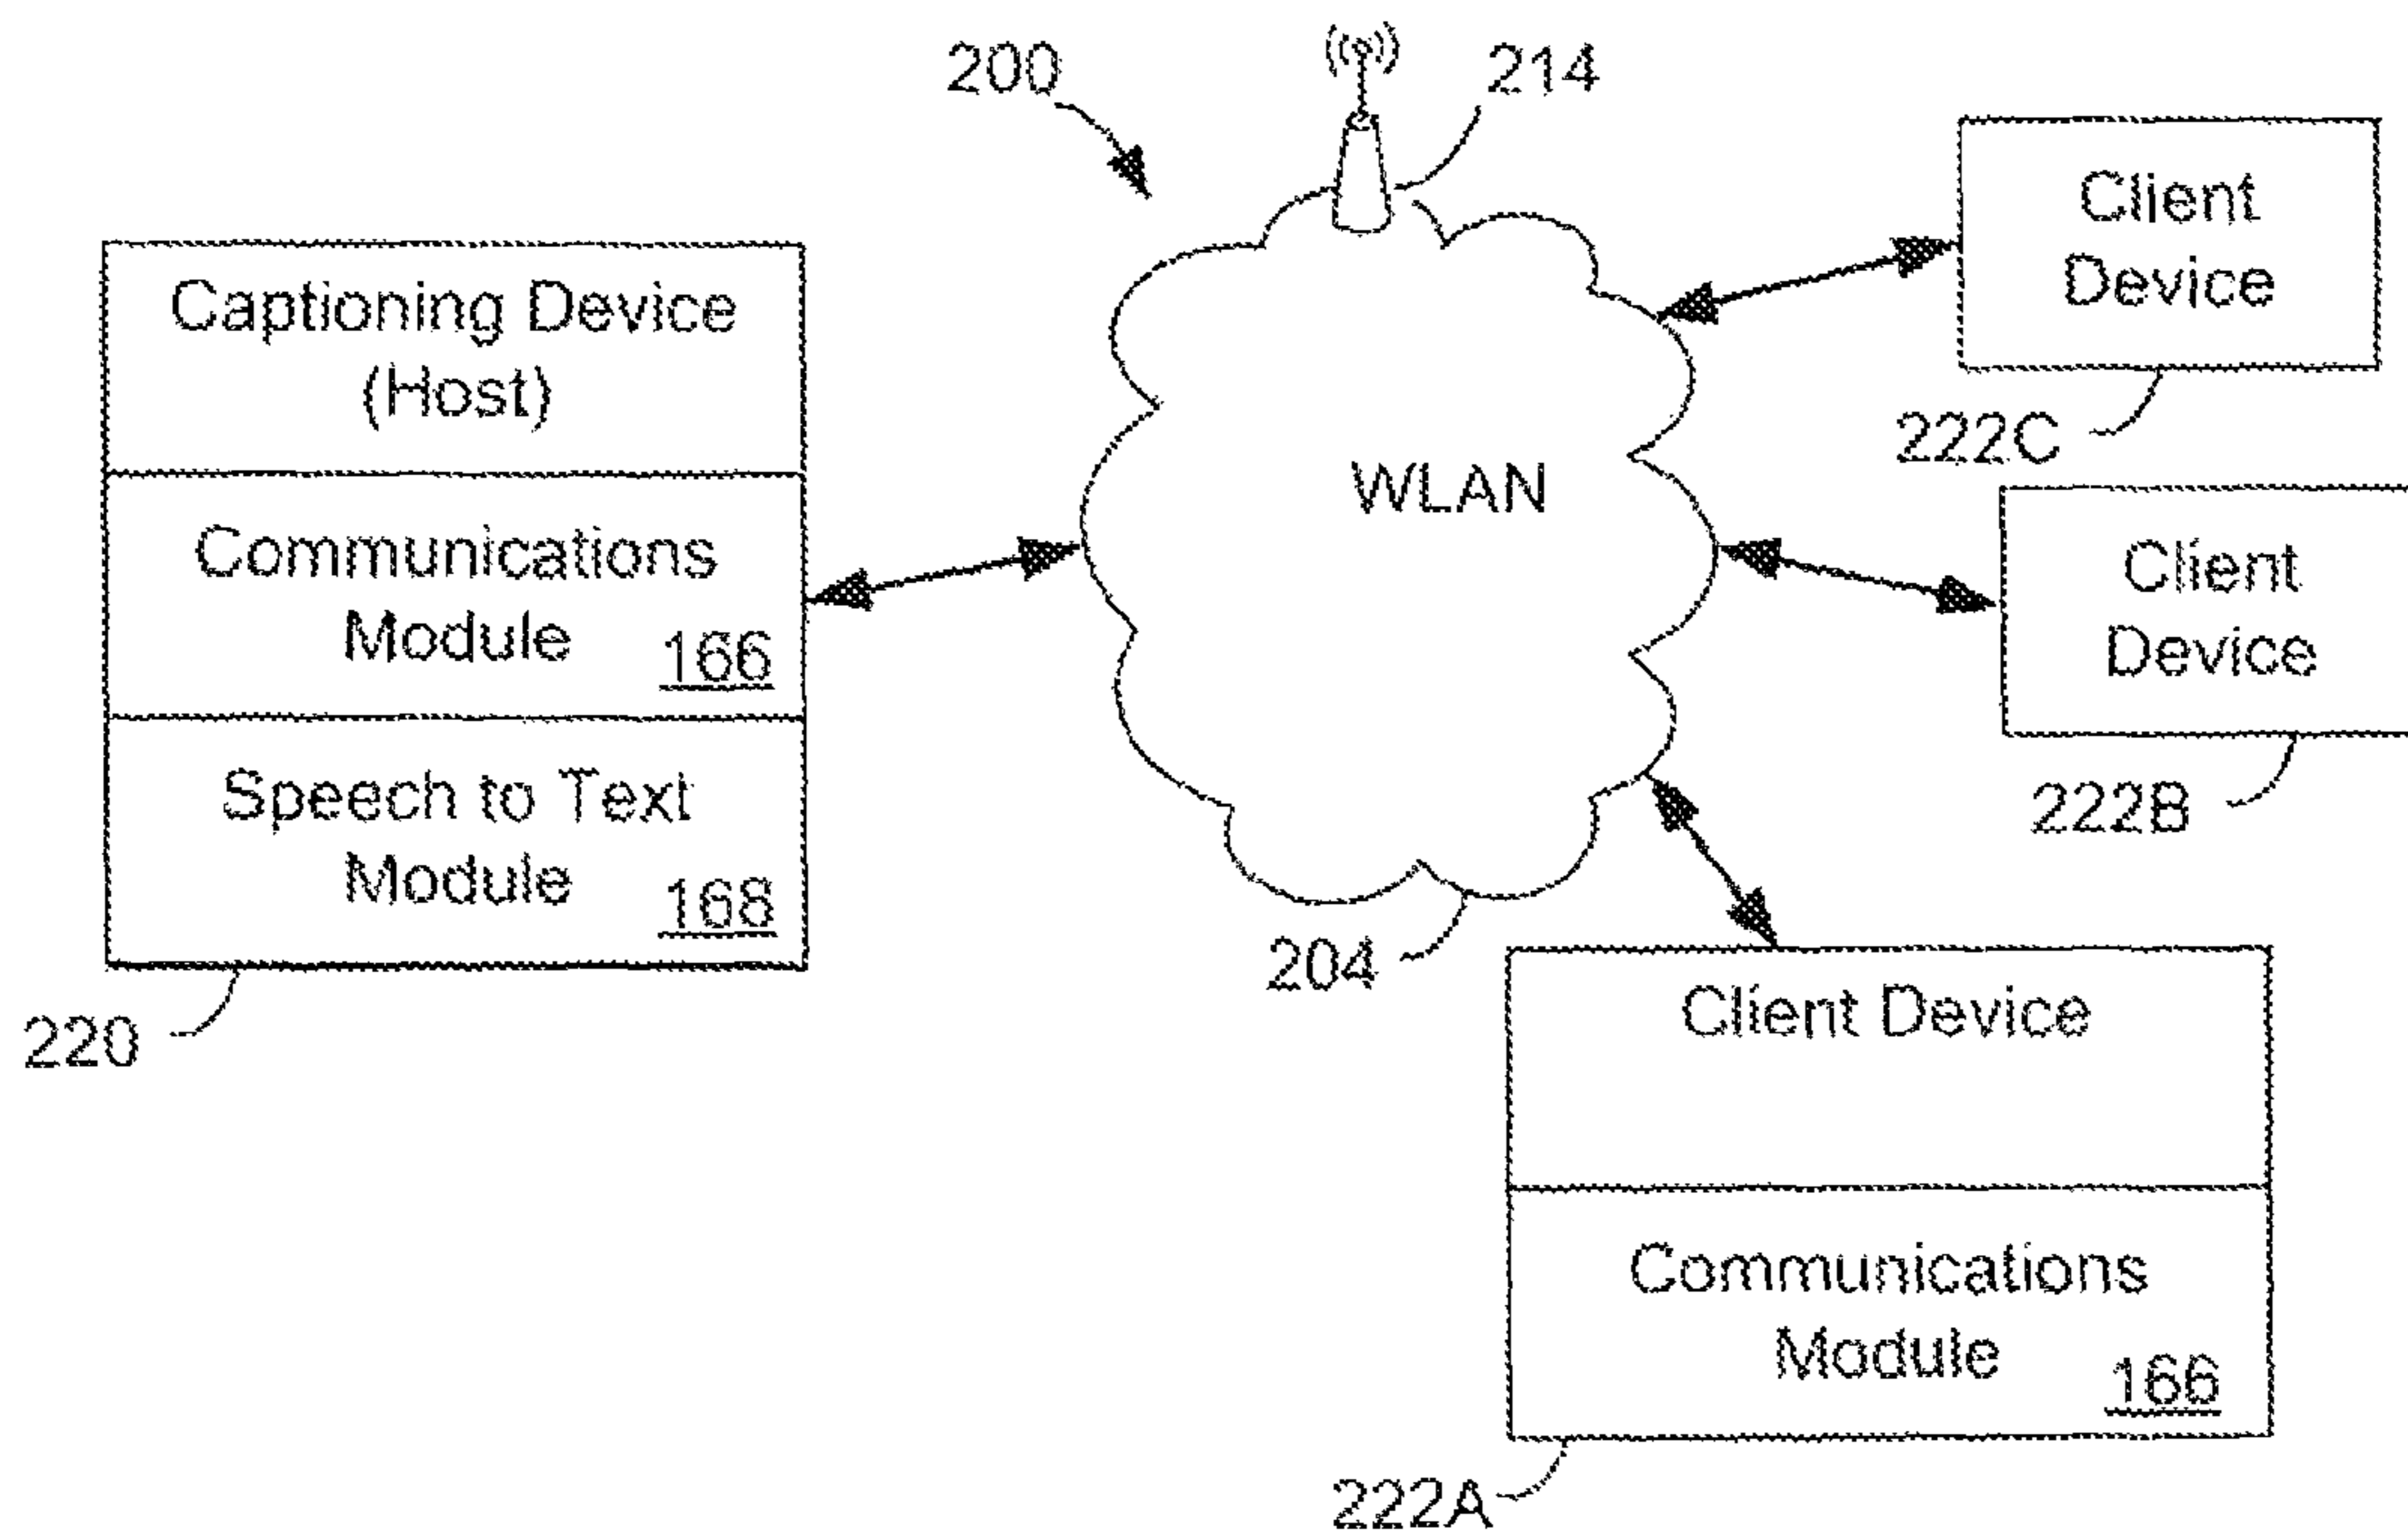 200
214
Captioning Device
(Host)
Communications
Module 166
Speech to Text
Module 168
220
WLAN
204
Client
Device
222C
Client
Device
222B
Client Device
Communications
Module 166
222A